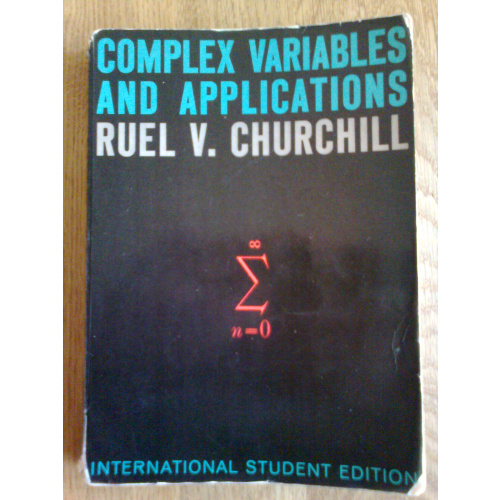 COMPLEX VARIABLES
AND APPLICATIONS
RUEL V. CHURCHILL
∞
∑
n=0
INTERNATIONAL STUDENT EDITION